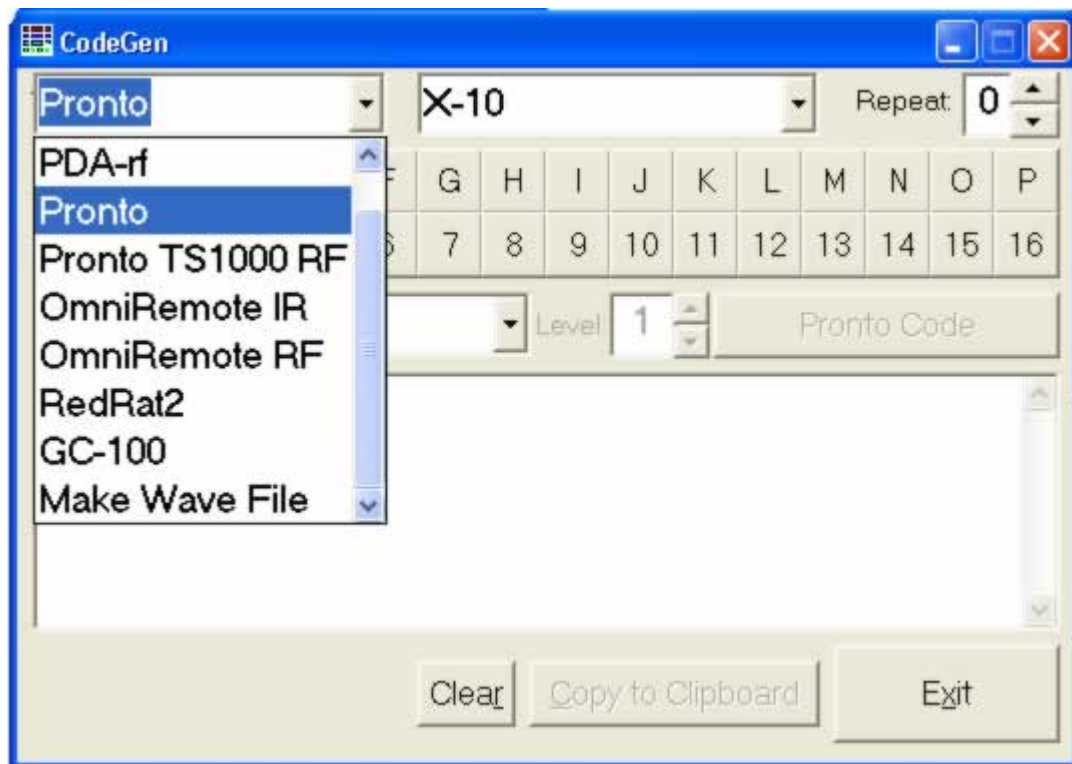 CodeGen
Pronto X-10 Repeat: 0
PDA-rf
Pronto
Pronto TS1000 RF
OmniRemote IR
OmniRemote RF
RedRat2
GC-100
Make Wave File
G H I J K L M N O P
7 8 9 10 11 12 13 14 15 16
Level 1 Pronto Code
Clear Copy to Clipboard Exit